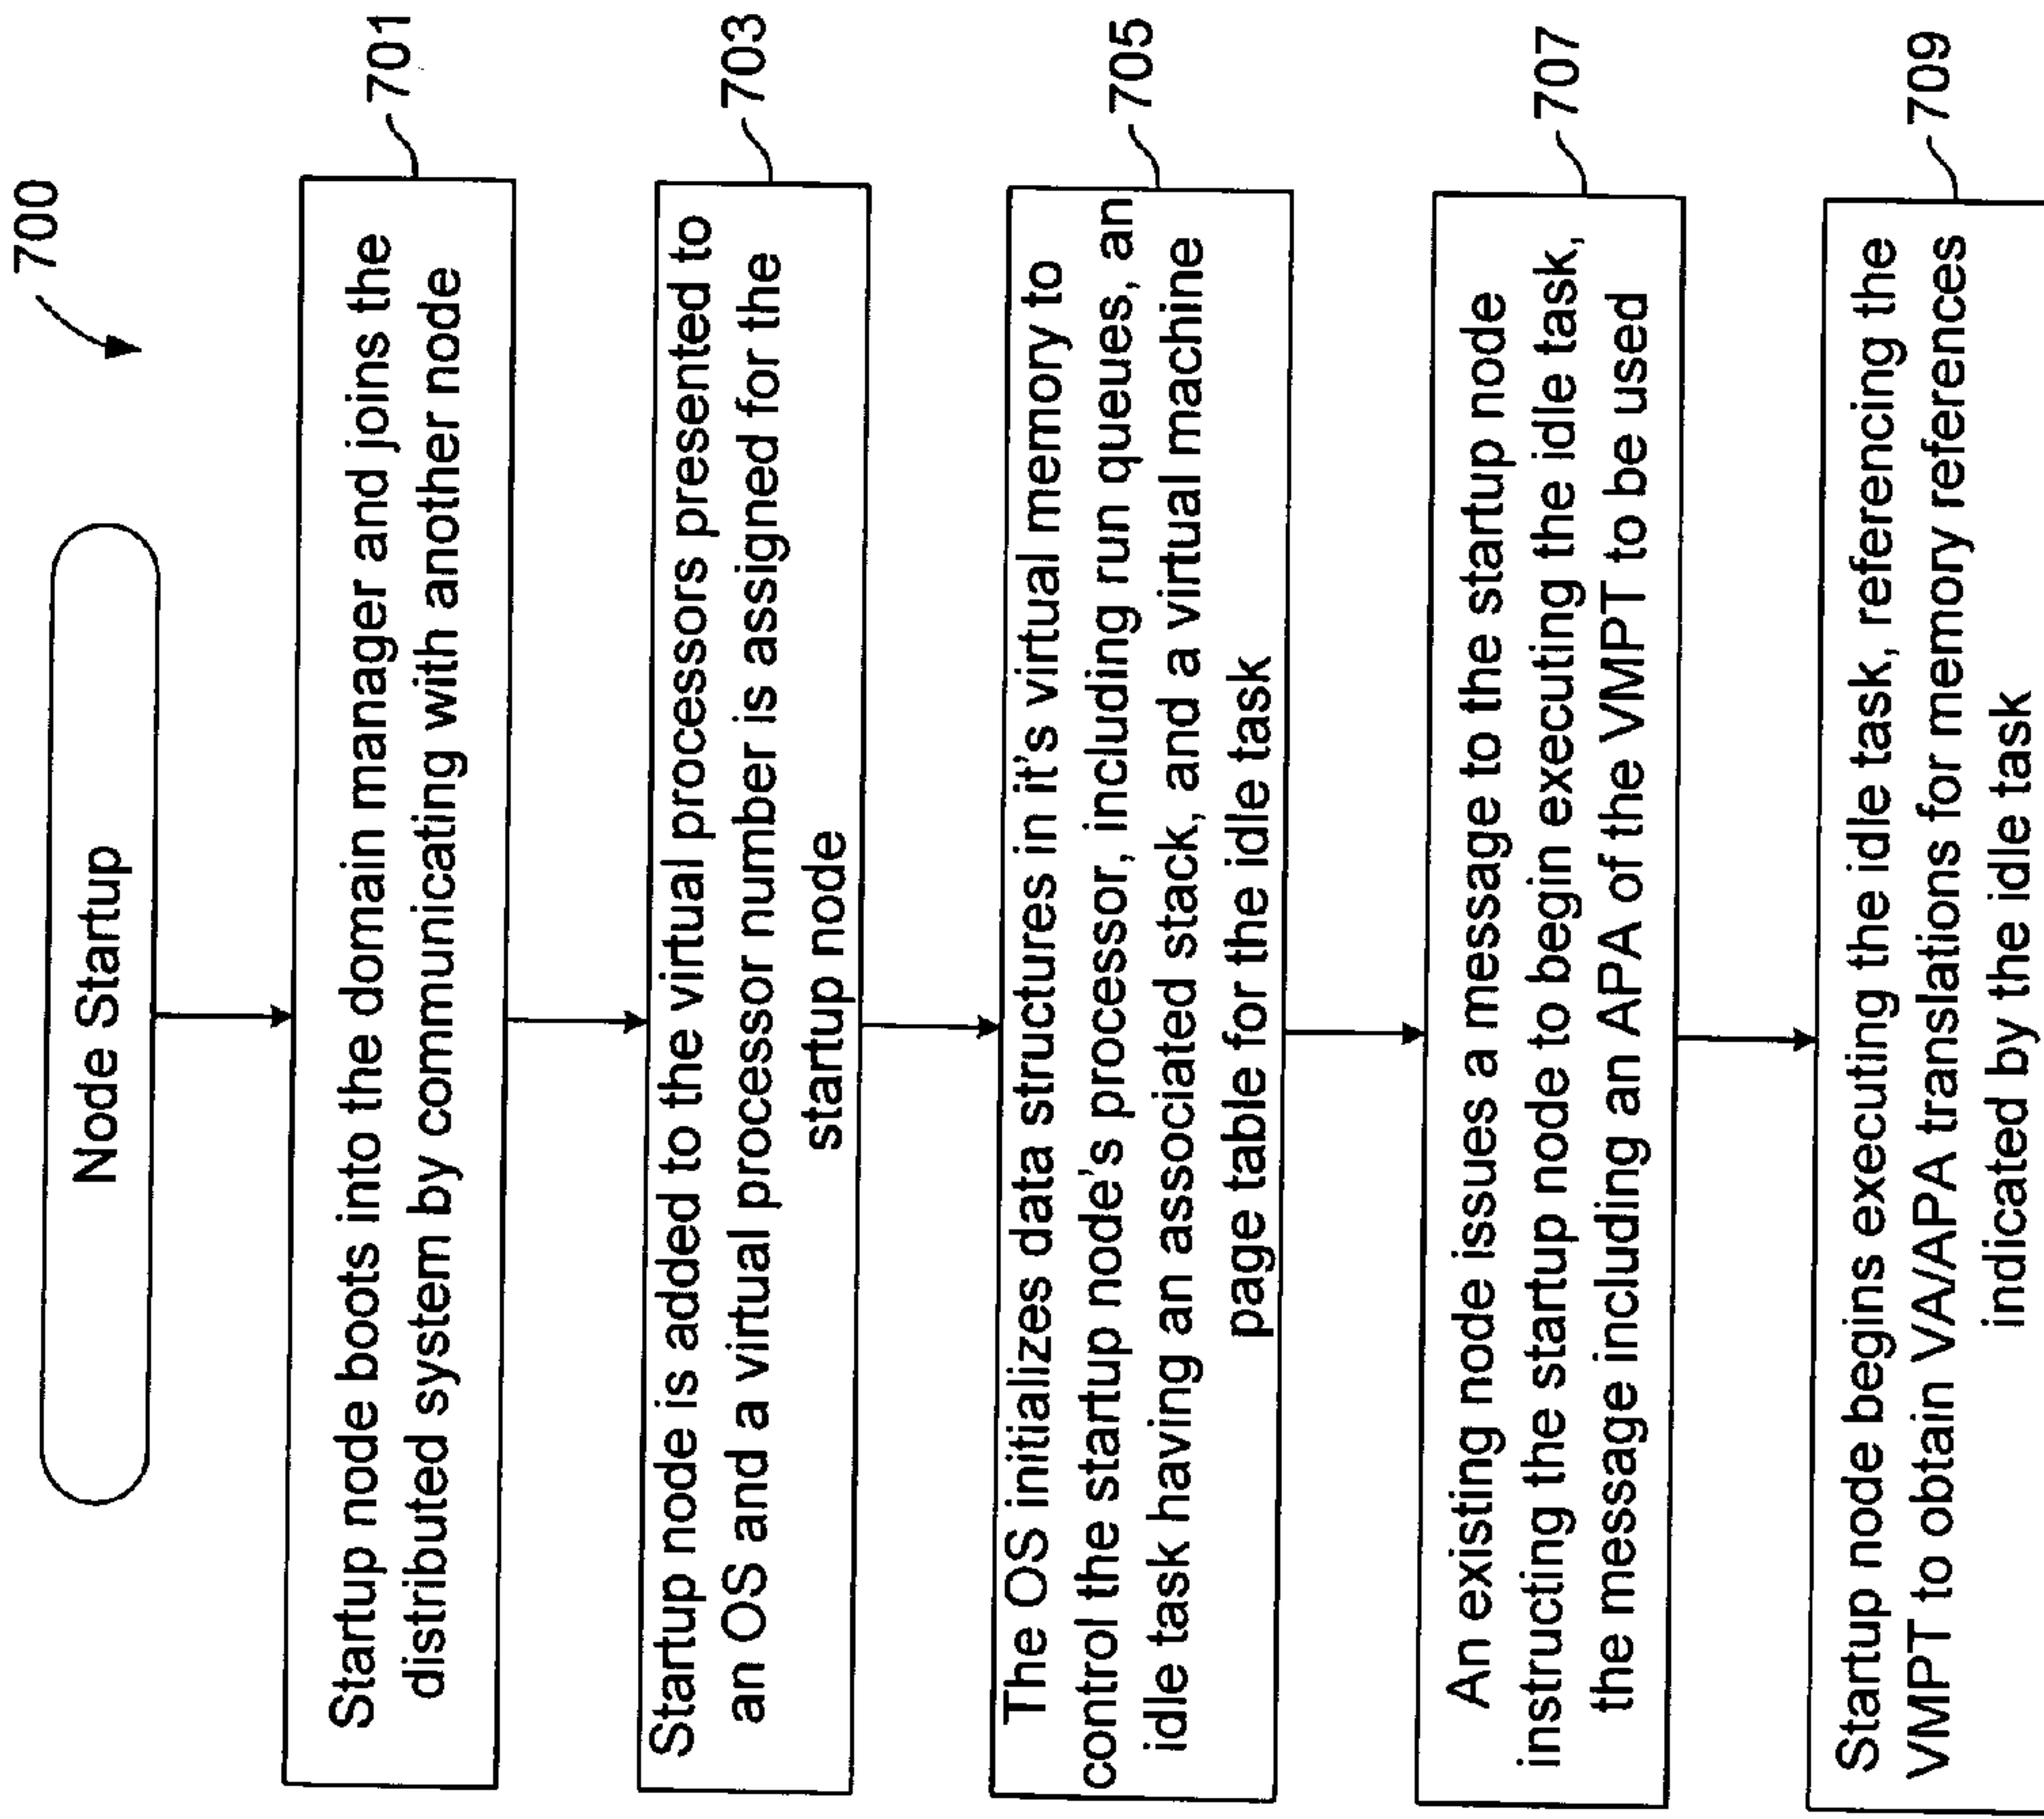 700
Node Startup
Startup node boots into the domain manager and joins the
distributed system by communicating with another node
701
Startup node is added to the virtual processors presented to
an OS and a virtual processor number is assigned for the
startup node
703
The OS initializes data structures in it's virtual memory to
control the startup node's processor, including run queues, an
idle task having an associated stack, and a virtual machine
page table for the idle task
705
An existing node issues a message to the startup node
instructing the startup node to begin executing the idle task,
the message including an APA of the VMPT to be used
707
Startup node begins executing the idle task, referencing the
VMPT to obtain VA/APA translations for memory references
indicated by the idle task
709